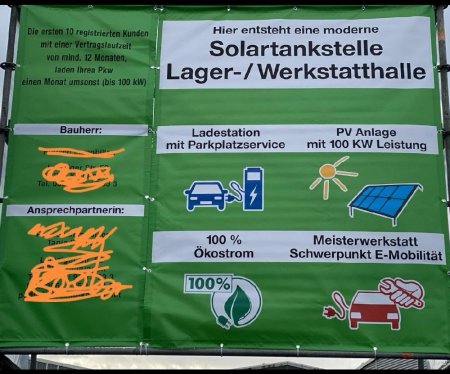 Die ersten 10 registrierten Kunden
mit einer Vertragslaufzeit
von mind. 12 Monaten,
laden Ihren Pkw
einen Monat umsonst (bis 100 kW)
Bauherr:
Ansprechpartnerin:
Hier entsteht eine moderne
Solartankstelle
Lager-/Werkstatthalle
Ladestation
mit Parkplatzservice
PV Anlage
mit 100 KW Leistung
100 %
Ökostrom
100%
Meisterwerkstatt
Schwerpunkt E-Mobilität